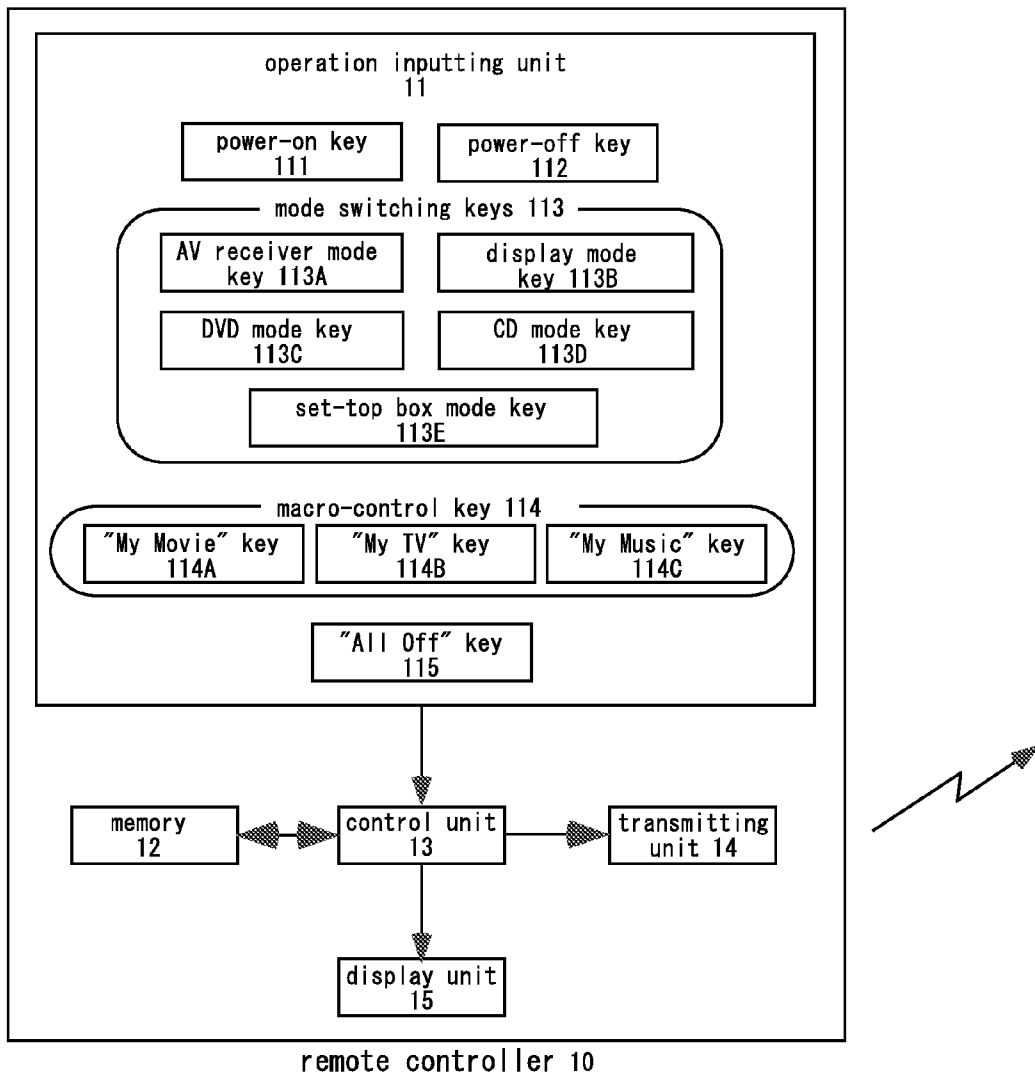 operation inputting unit
11
power-on key
111
power-off key
112
mode switching keys 113
AV receiver mode
key 113A
display mode
key 113B
DVD mode key
113C
CD mode key
113D
set-top box mode key
113E
macro-control key 114
"My Movie" key
114A
"My TV" key
114B
"My Music" key
114C
"All Off" key
115
memory
12
control unit
13
transmitting
unit 14
display unit
15
remote controller 10